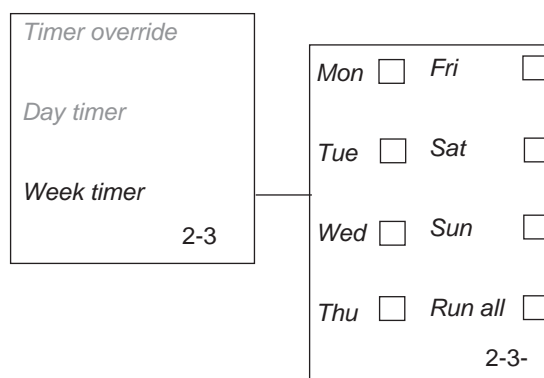 Timer override
Day timer
Week timer
2-3
Mon Fri
Tue Sat
Wed Sun
Thu Run all
2-3-